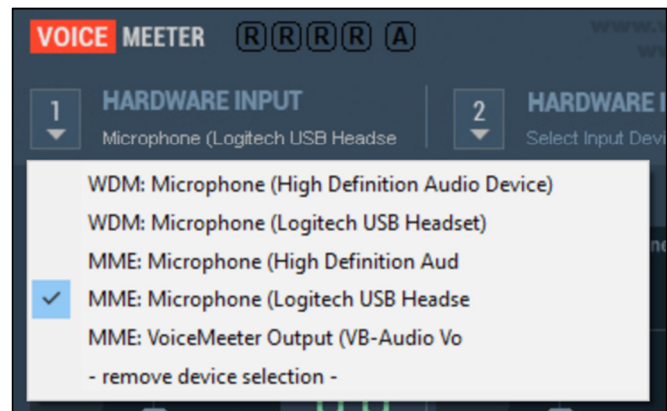 VOICE MEETER R R R R A
1 HARDWARE INPUT
Microphone (Logitech USB Headse
2 HARDWARE I
Select Input Devi
WDM: Microphone (High Definition Audio Device)
WDM: Microphone (Logitech USB Headset)
MME: Microphone (High Definition Aud
MME: Microphone (Logitech USB Headse
MME: VoiceMeeter Output (VB-Audio Vo
- remove device selection -